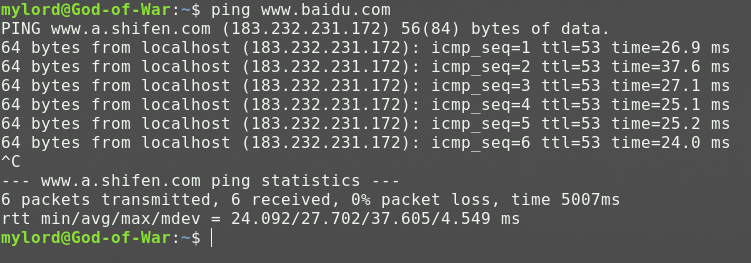 mylord@God-of-War:~$ ping www.baidu.com
PING www.a.shifen.com (183.232.231.172) 56(84) bytes of data.
64 bytes from localhost (183.232.231.172): icmp_seq=1 ttl=53 time=26.9 ms
64 bytes from localhost (183.232.231.172): icmp_seq=2 ttl=53 time=37.6 ms
64 bytes from localhost (183.232.231.172): icmp_seq=3 ttl=53 time=27.1 ms
64 bytes from localhost (183.232.231.172): icmp_seq=4 ttl=53 time=25.1 ms
64 bytes from localhost (183.232.231.172): icmp_seq=5 ttl=53 time=25.2 ms
64 bytes from localhost (183.232.231.172): icmp_seq=6 ttl=53 time=24.0 ms
^C
--- www.a.shifen.com ping statistics ---
6 packets transmitted, 6 received, 0% packet loss, time 5007ms
rtt min/avg/max/mdev = 24.092/27.702/37.605/4.549 ms
mylord@God-of-War:~$